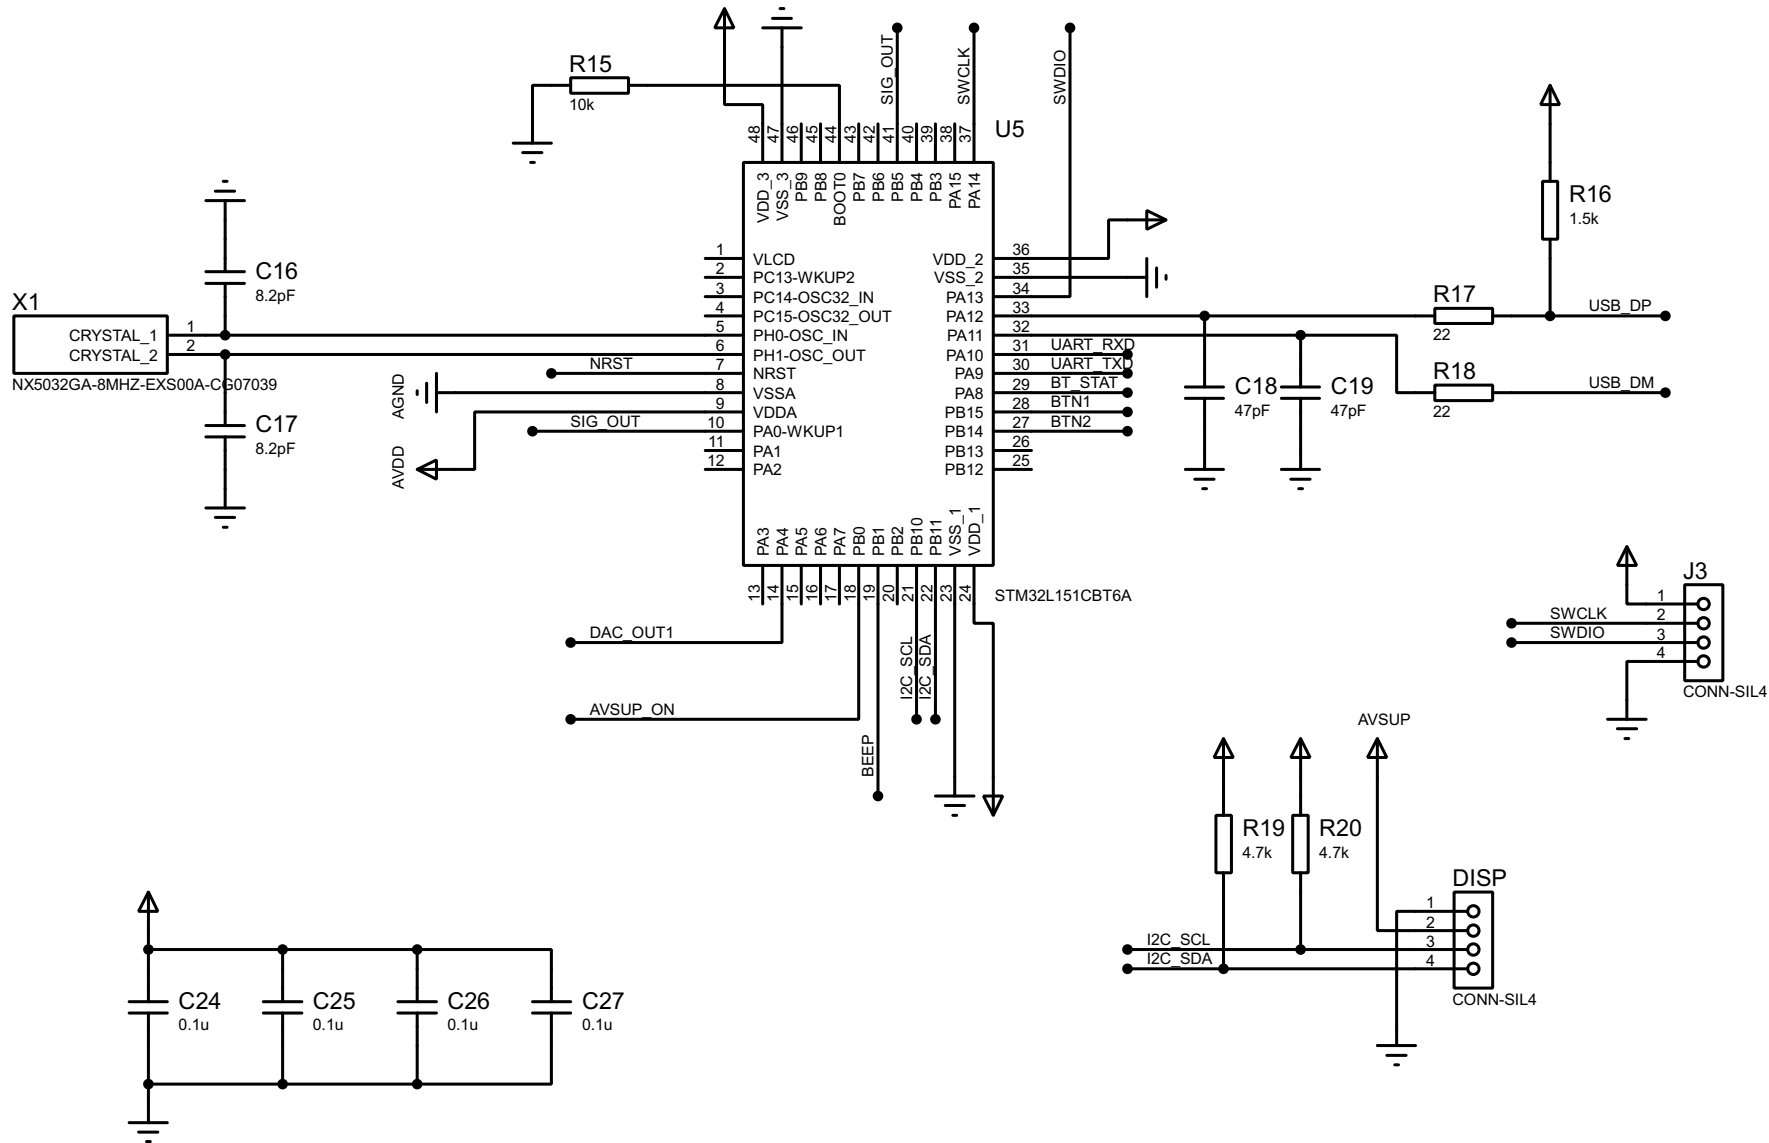 R15
10k
SIG_OUT
SWCLK
SWDIO
U5
48
47
46
45
44
43
42
41
40
39
38
37
VDD_3
VSS_3
PB9
PB8
BOOT0
PB7
PB6
PB5
PB4
PB3
PA15
PA14
R16
1.5k
C16
8.2pF
X1
CRYSTAL_1
CRYSTAL_2
1
2
NX5032GA-8MHZ-EXS00A-CG07039
C17
8.2pF
1 VLCD
2 PC13-WKUP2
3 PC14-OSC32_IN
4 PC15-OSC32_OUT
5 PH0-OSC_IN
6 PH1-OSC_OUT
NRST 7 NRST
AGND 8 VSSA
9 VDDA
SIG_OUT 10 PA0-WKUP1
11 PA1
AVDD 12 PA2
VDD_2 36
VSS_2 35
PA13 34
PA12 33
PA11 32
PA10 31 UART_RXD
PA9 30 UART_TXD
PA8 29 BT_STAT
PB15 28 BTN1
PB14 27 BTN2
PB13 26
PB12 25
R17
22
USB_DP
R18
22
USB_DM
C18
47pF
C19
47pF
PA3
PA4
PA5
PA6
PA7
PB0
PB1
PB2
PB10
PB11
VSS_1
VDD_1
13
14
15
16
17
18
19
20
21
22
23
24
STM32L151CBT6A
DAC_OUT1
AVSUP_ON
BEEP
I2C_SCL
I2C_SDA
J3
1
SWCLK 2
SWDIO 3
4
CONN-SIL4
AVSUP
R19
4.7k
R20
4.7k
DISP
1
2
I2C_SCL 3
I2C_SDA 4
CONN-SIL4
C24
0.1u
C25
0.1u
C26
0.1u
C27
0.1u